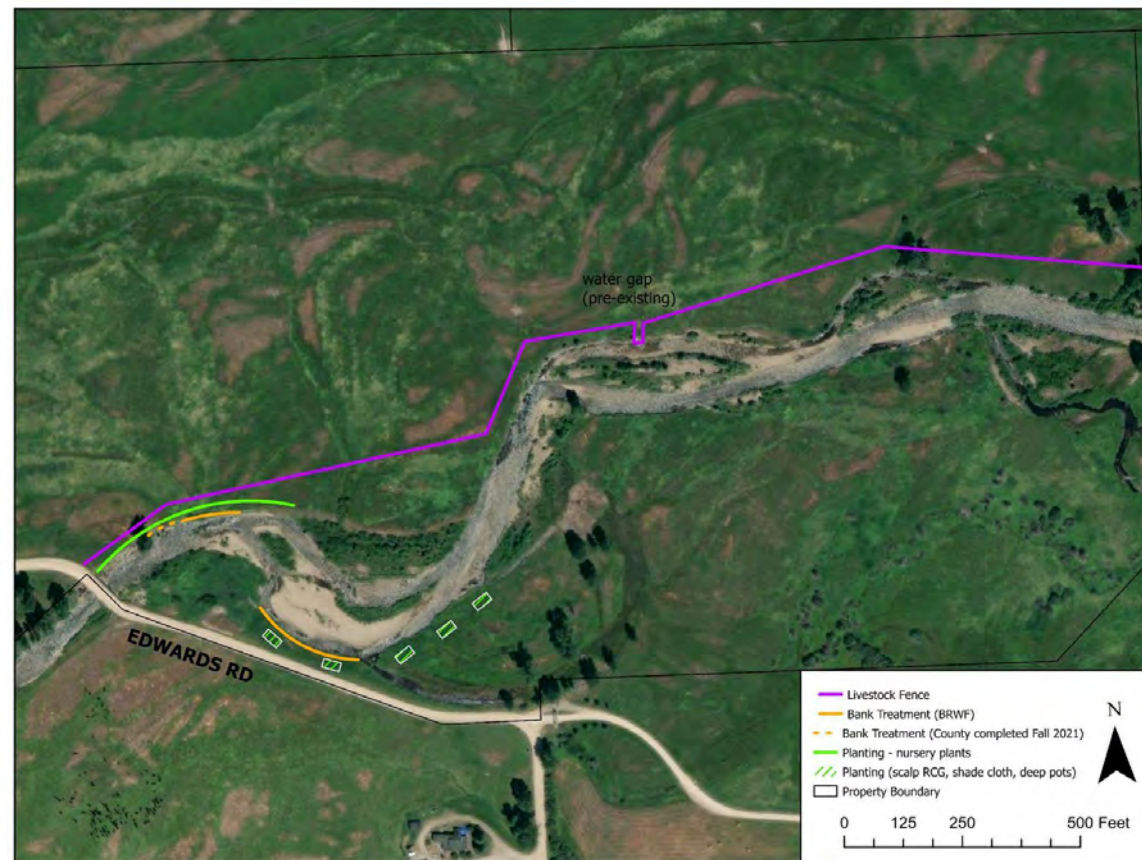 water gap
(pre-existing)
EDWARDS RD
Livestock Fence
Bank Treatment (BRWF)
Bank Treatment (County completed Fall 2021)
Planting - nursery plants
Planting (scalp RCG, shade cloth, deep pots)
Property Boundary
N
0 125 250 500 Feet